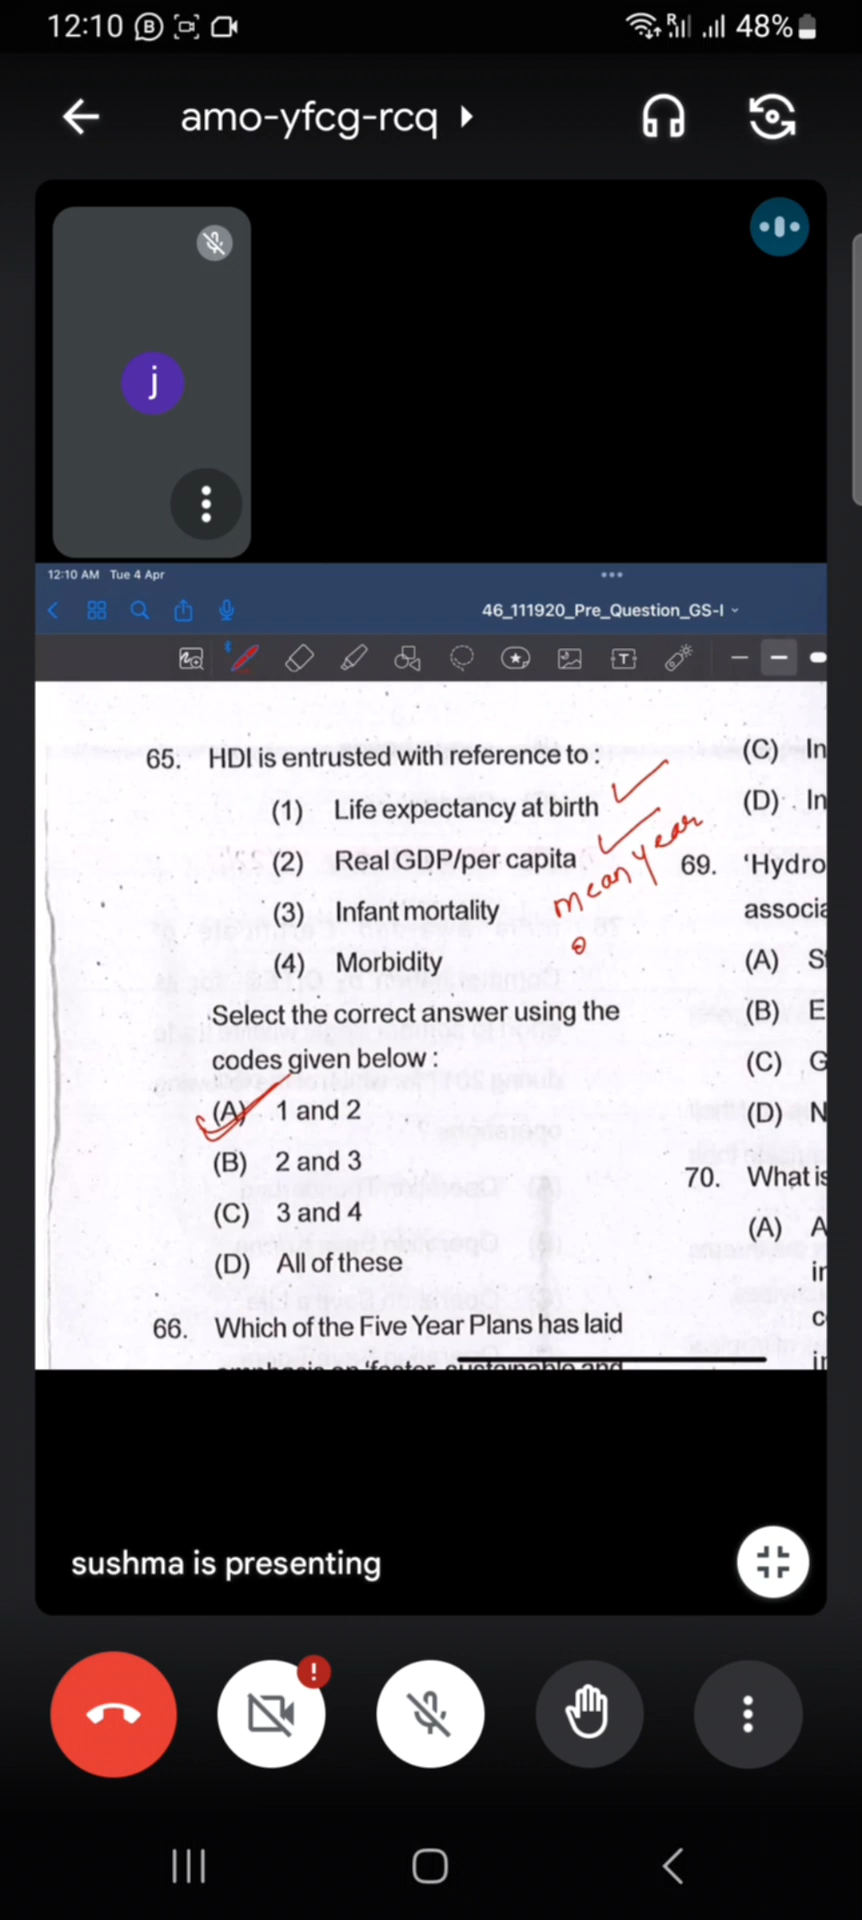 12:10
48%
amo-yfcg-rcq
j
12:10 AM Tue 4 Apr
46_111920_Pre_Question_GS-I
65. HDI is entrusted with reference to :
(1) Life expectancy at birth
(2) Real GDP/per capita
(3) Infant mortality
(4) Morbidity
mean year
Select the correct answer using the
codes given below :
(A) 1 and 2
(B) 2 and 3
(C) 3 and 4
(D) All of these
66. Which of the Five Year Plans has laid
(C) In
(D) In
69. 'Hydro
associa
(A) S
(B) E
(C) G
(D) N
70. What is
(A) A
in
c
in
sushma is presenting